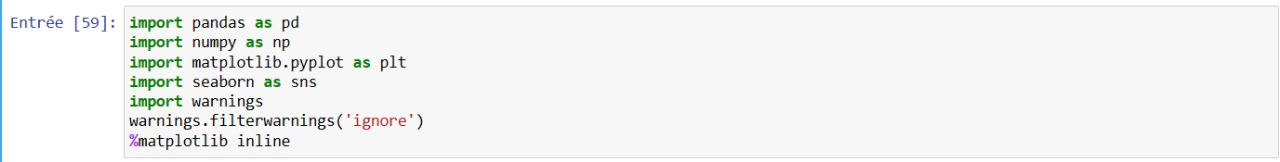 Entrée [59]: import pandas as pd
import numpy as np
import matplotlib.pyplot as plt
import seaborn as sns
import warnings
warnings.filterwarnings('ignore')
%matplotlib inline